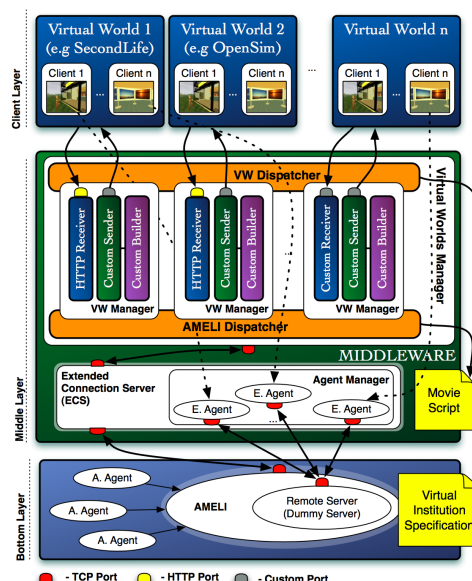 Client Layer
Virtual World 1
(e.g SecondLife)
Client 1
Client n
...
Virtual World 2
(e.g OpenSim)
Client 1
Client n
...
...
Virtual World n
Client 1
Client n
...
Middle Layer
VW Dispatcher
Virtual Worlds Manager
HTTP Receiver
Custom Sender
Custom Builder
VW Manager
HTTP Receiver
Custom Sender
Custom Builder
VW Manager
...
Custom Receiver
Custom Sender
Custom Builder
VW Manager
AMELI Dispatcher
MIDDLEWARE
Extended
Connection Server
(ECS)
Agent Manager
E. Agent
E. Agent
E. Agent
...
Movie
Script
Bottom Layer
A. Agent
A. Agent
A. Agent
AMELI
Remote Server
(Dummy Server)
Virtual
Institution
Specification
- TCP Port
- HTTP Port
- Custom Port